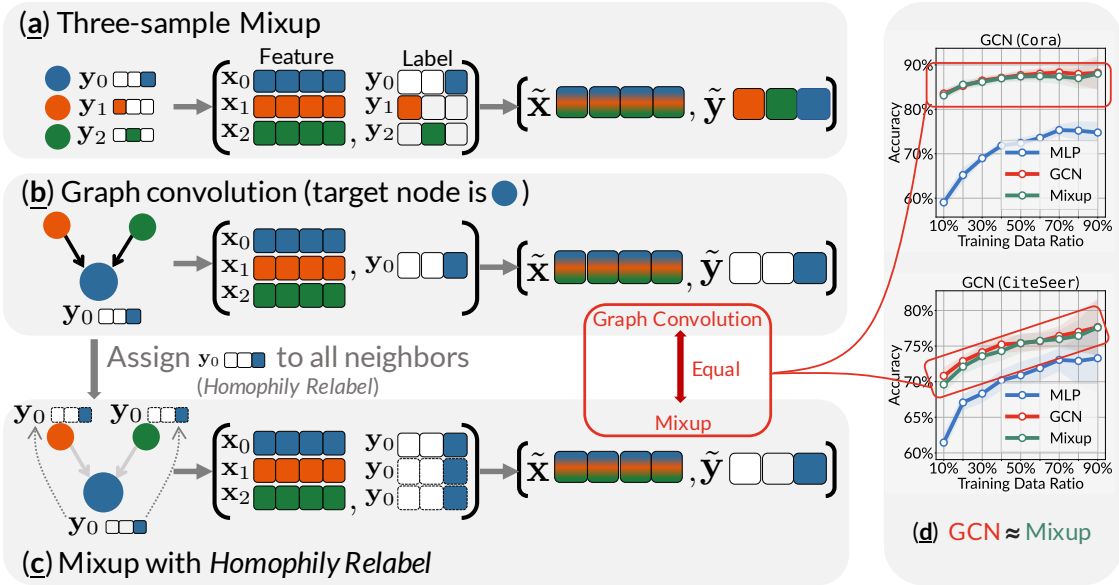 (a) Three-sample Mixup
Feature Label
y0
y1
y2
x0
x1
x2
,
y0
y1
y2
x̃ , ỹ
(b) Graph convolution (target node is )
y0
x0
x1
x2
, y0
x̃ , ỹ
Assign y0 to all neighbors
(Homophily Relabel)
Graph Convolution
Equal
Mixup
y0 y0
y0
x0
x1
x2
,
y0
y0
y0
x̃ , ỹ
(c) Mixup with Homophily Relabel
GCN (Cora)
90%
80%
70%
60%
Accuracy
MLP
GCN
Mixup
10% 30% 50% 70% 90%
Training Data Ratio
GCN (CiteSeer)
80%
75%
70%
65%
60%
Accuracy
MLP
GCN
Mixup
10% 30% 50% 70% 90%
Training Data Ratio
(d) GCN ≈ Mixup